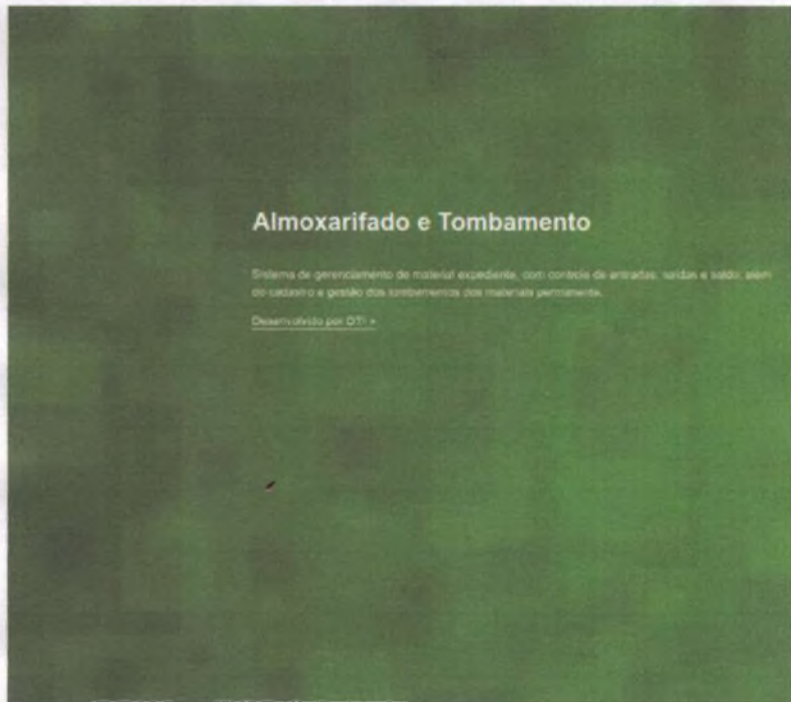 Almoxarifado e Tombamento
Sistema de gerenciamento de material expediente, com controle de entradas, saídas e saldo, além
do cadastro e gestão dos tombamentos dos materiais permanente.
Desenvolvido por DTI »